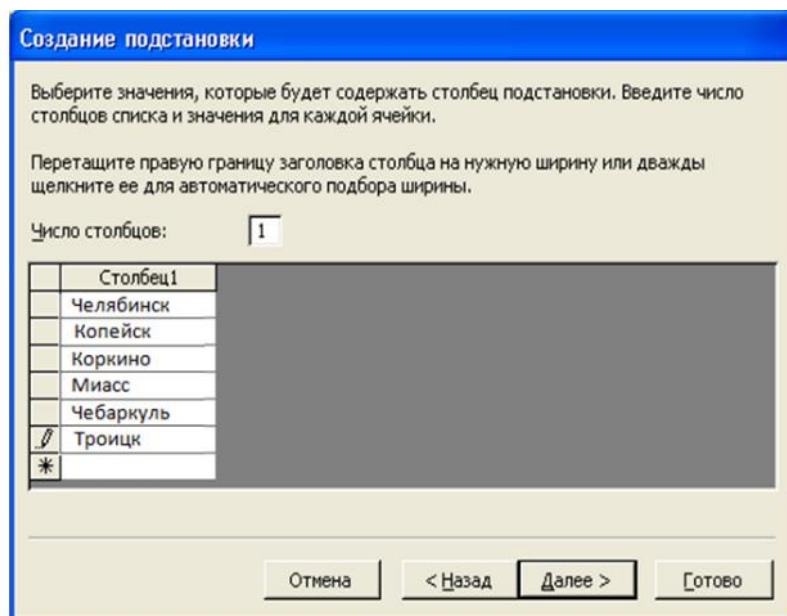 Создание подстановки
Выберите значения, которые будет содержать столбец подстановки. Введите число
столбцов списка и значения для каждой ячейки.
Перетащите правую границу заголовка столбца на нужную ширину или дважды
щелкните ее для автоматического подбора ширины.
Число столбцов: 1
Столбец1
Челябинск
Копейск
Коркино
Миасс
Чебаркуль
Троицк
Отмена < Назад Далее > Готово